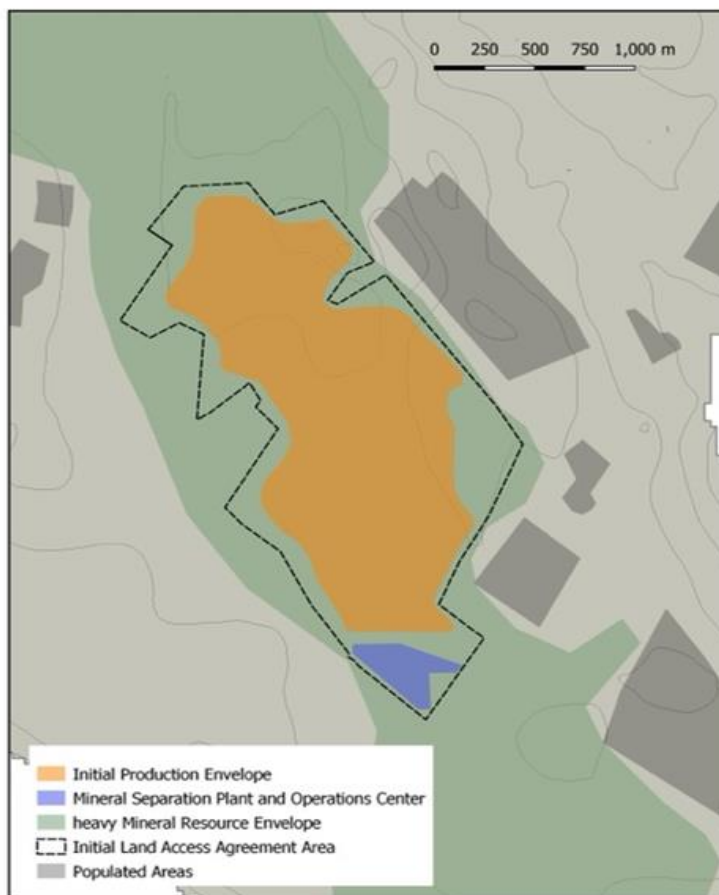 0 250 500 750 1,000 m
Initial Production Envelope
Mineral Separation Plant and Operations Center
heavy Mineral Resource Envelope
Initial Land Access Agreement Area
Populated Areas